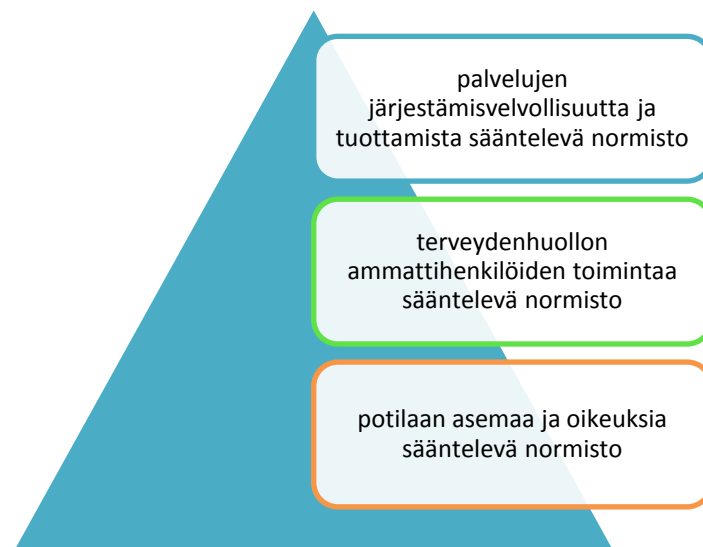 palvelujen
järjestämisvelvollisuutta ja
tuottamista sääntelevä normisto
terveydenhuollon
ammattihenkilöiden toimintaa
sääntelevä normisto
potilaan asemaa ja oikeuksia
sääntelevä normisto